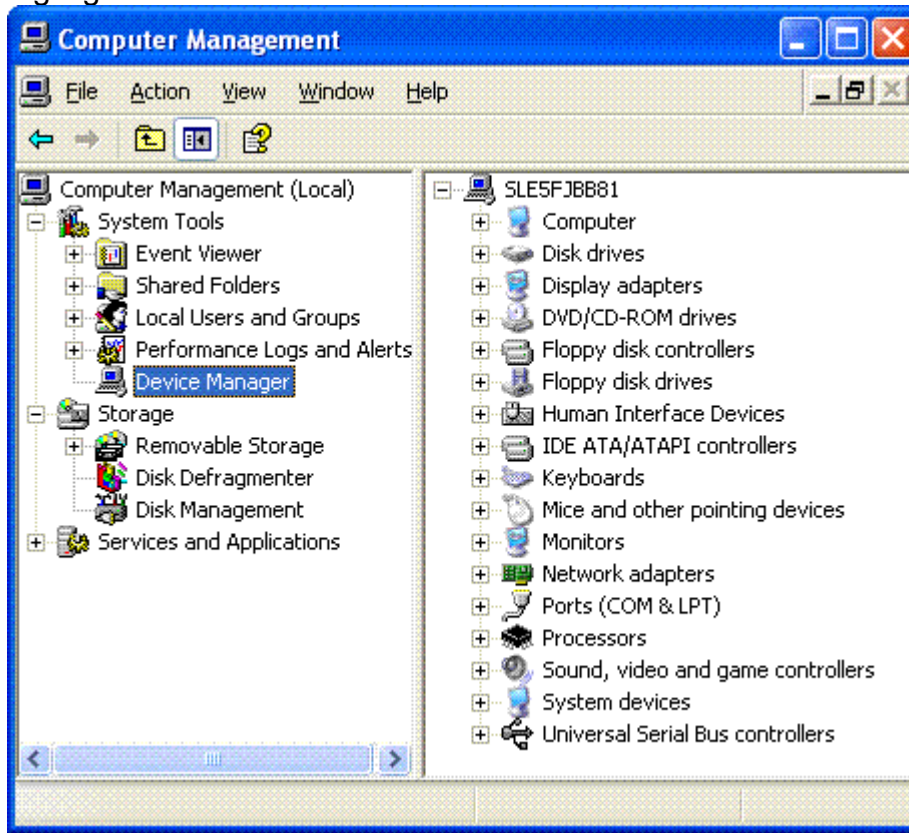 Computer Management
File Action View Window Help
Computer Management (Local)
System Tools
Event Viewer
Shared Folders
Local Users and Groups
Performance Logs and Alerts
Device Manager
Storage
Removable Storage
Disk Defragmenter
Disk Management
Services and Applications
SLE5FJBB81
Computer
Disk drives
Display adapters
DVD/CD-ROM drives
Floppy disk controllers
Floppy disk drives
Human Interface Devices
IDE ATA/ATAPI controllers
Keyboards
Mice and other pointing devices
Monitors
Network adapters
Ports (COM & LPT)
Processors
Sound, video and game controllers
System devices
Universal Serial Bus controllers